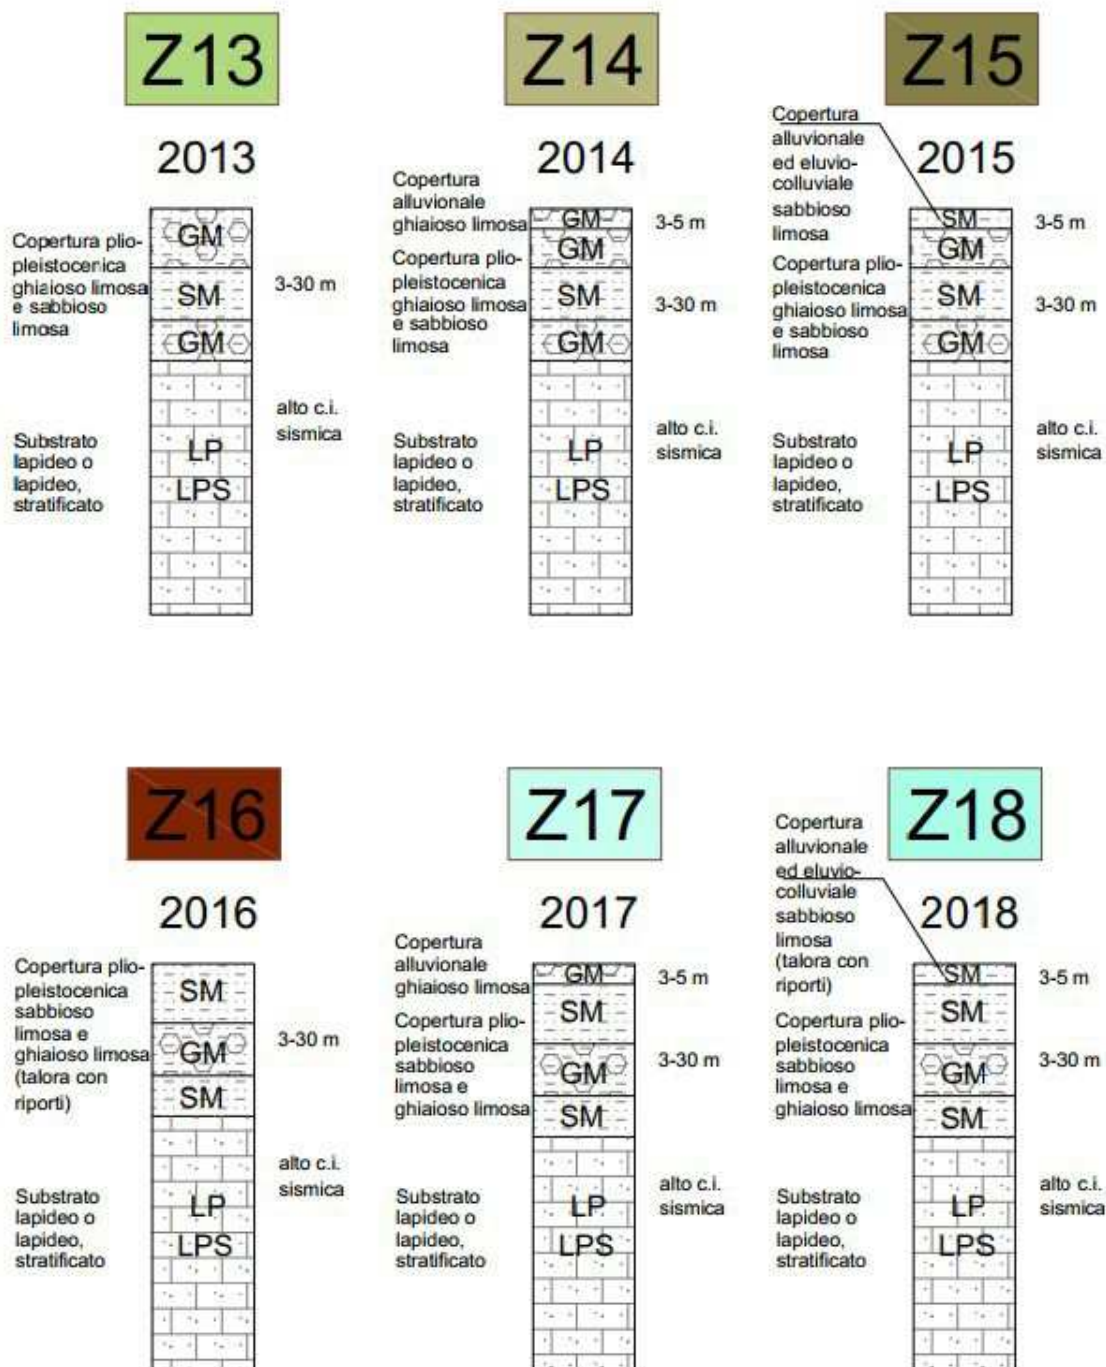 Z13
2013
Copertura plio-
pleistocenica
ghiaioso limosa
e sabbioso
limosa
GM
SM
GM
3-30 m
alto c.i.
sismica
Substrato
lapideo o
lapideo,
stratificato
LP
LPS
Z14
2014
Copertura
alluvionale
ghiaioso limosa
Copertura plio-
pleistocenica
ghiaioso limosa
e sabbioso
limosa
GM
GM
SM
GM
3-5 m
3-30 m
alto c.i.
sismica
Substrato
lapideo o
lapideo,
stratificato
LP
LPS
Z15
2015
Copertura
alluvionale
ed eluvio-
colluviale
sabbioso
limosa
Copertura plio-
pleistocenica
ghiaioso limosa
e sabbioso
limosa
SM
GM
SM
GM
3-5 m
3-30 m
alto c.i.
sismica
Substrato
lapideo o
lapideo,
stratificato
LP
LPS
Z16
2016
Copertura plio-
pleistocenica
sabbioso
limosa e
ghiaioso limosa
(talora con
riporti)
SM
GM
SM
3-30 m
alto c.i.
sismica
Substrato
lapideo o
lapideo,
stratificato
LP
LPS
Z17
2017
Copertura
alluvionale
ghiaioso limosa
Copertura plio-
pleistocenica
sabbioso
limosa e
ghiaioso limosa
GM
SM
GM
SM
3-5 m
3-30 m
alto c.i.
sismica
Substrato
lapideo o
lapideo,
stratificato
LP
LPS
Z18
2018
Copertura
alluvionale
ed eluvio-
colluviale
sabbioso
limosa
(talora con
riporti)
Copertura plio-
pleistocenica
sabbioso
limosa e
ghiaioso limosa
SM
SM
GM
SM
3-5 m
3-30 m
alto c.i.
sismica
Substrato
lapideo o
lapideo,
stratificato
LP
LPS